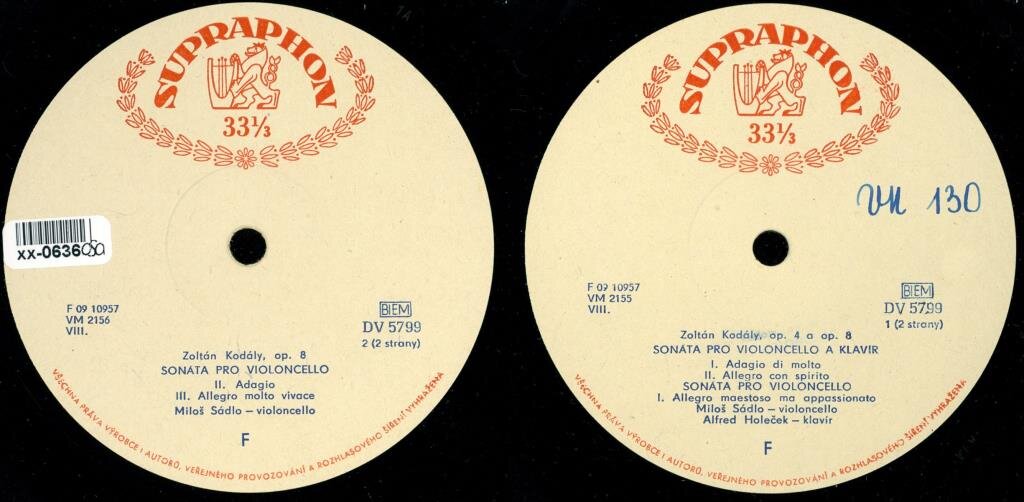 SUPRAPHON
33⅓
xx-0636
F 09 10957
VM 2156
VIII.
BIEM
DV 5799
2 (2 strany)
Zoltán Kodály, op. 8
SONÁTA PRO VIOLONCELLO
II. Adagio
III. Allegro molto vivace
Miloš Sádlo – violoncello
F
VŠECHNA PRÁVA VÝROBCE I AUTORŮ, VEŘEJNÉHO PROVOZOVÁNÍ A ROZHLASOVÉHO ŠÍŘENÍ VYHRAŽENA
SUPRAPHON
33⅓
VM 130
F 09 10957
VM 2155
VIII.
BIEM
DV 5799
1 (2 strany)
Zoltán Kodály, op. 4 a op. 8
SONÁTA PRO VIOLONCELLO A KLAVÍR
I. Adagio di molto
II. Allegro con spirito
SONÁTA PRO VIOLONCELLO
I. Allegro maestoso ma appassionato
Miloš Sádlo – violoncello
Alfred Holeček – klavír
F
VŠECHNA PRÁVA VÝROBCE I AUTORŮ, VEŘEJNÉHO PROVOZOVÁNÍ A ROZHLASOVÉHO ŠÍŘENÍ VYHRAŽENA